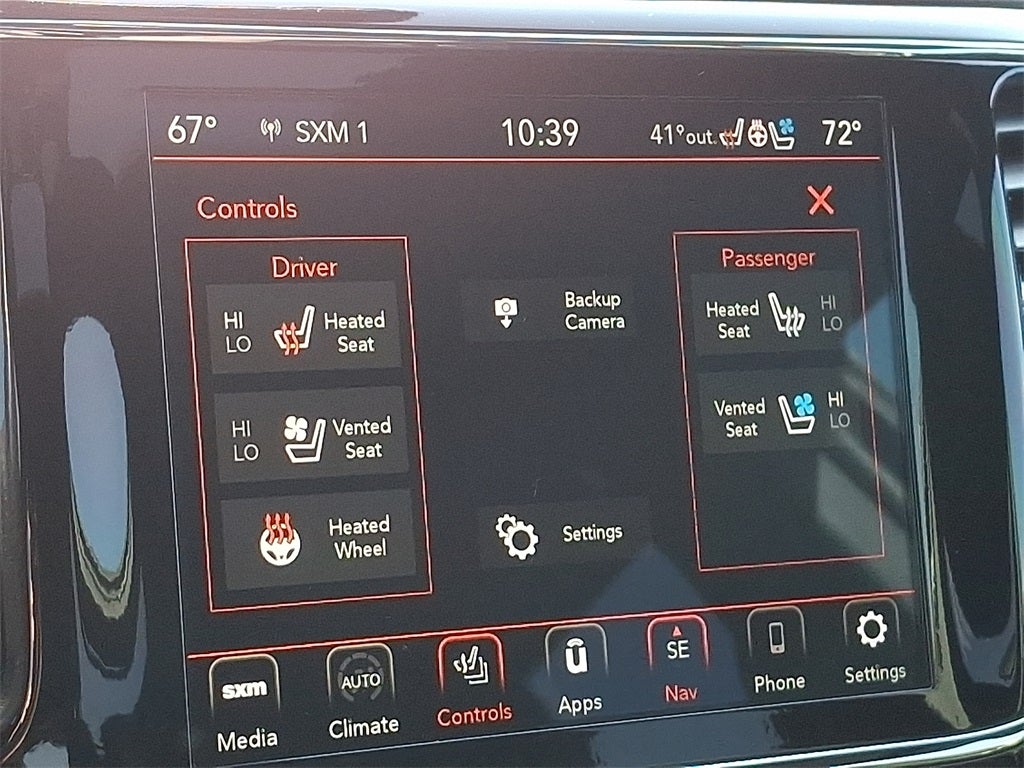 67° SXM 1 10:39 41°out. 72°
Controls
Driver
HI
LO
Heated
Seat
HI
LO
Vented
Seat
Heated
Wheel
Backup
Camera
Settings
Passenger
Heated
Seat
HI
LO
Vented
Seat
HI
LO
sxm
Media
AUTO
Climate
Controls
Apps
SE
Nav
Phone
Settings